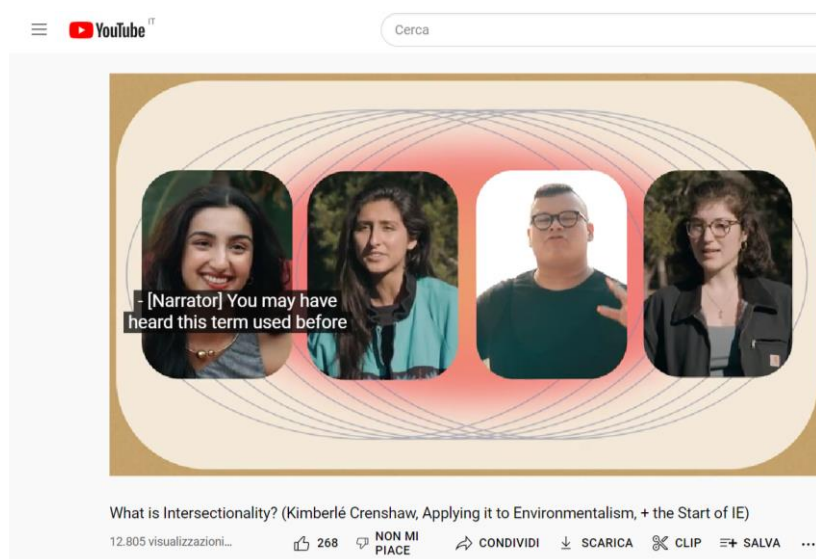 YouTube IT
Cerca
- [Narrator] You may have
heard this term used before
What is Intersectionality? (Kimberlé Crenshaw, Applying it to Environmentalism, + the Start of IE)
12.805 visualizzazioni...
268
NON MI
PIACE
CONDIVIDI
SCARICA
CLIP
SALVA
...